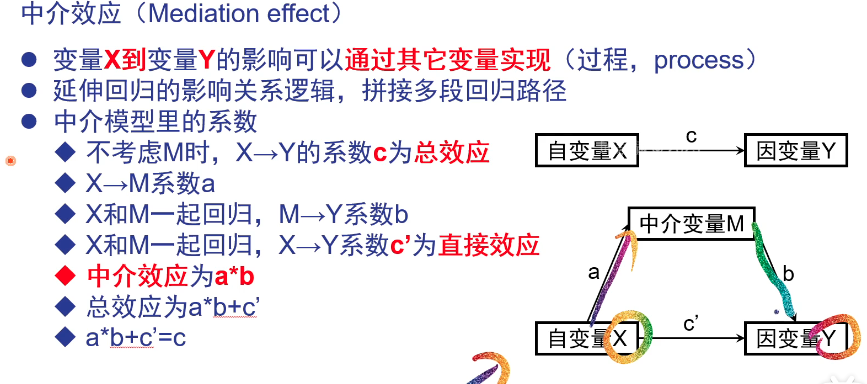 中介效应（Mediation effect）
● 变量X到变量Y的影响可以通过其它变量实现（过程，process）
● 延伸回归的影响关系逻辑，拼接多段回归路径
● 中介模型里的系数
◆ 不考虑M时，X→Y的系数c为总效应
◆ X→M系数a
◆ X和M一起回归，M→Y系数b
◆ X和M一起回归，X→Y系数c’为直接效应
◆ 中介效应为a*b
◆ 总效应为a*b+c’
◆ a*b+c’=c
自变量X
c
因变量Y
中介变量M
a
b
自变量X
c’
因变量Y